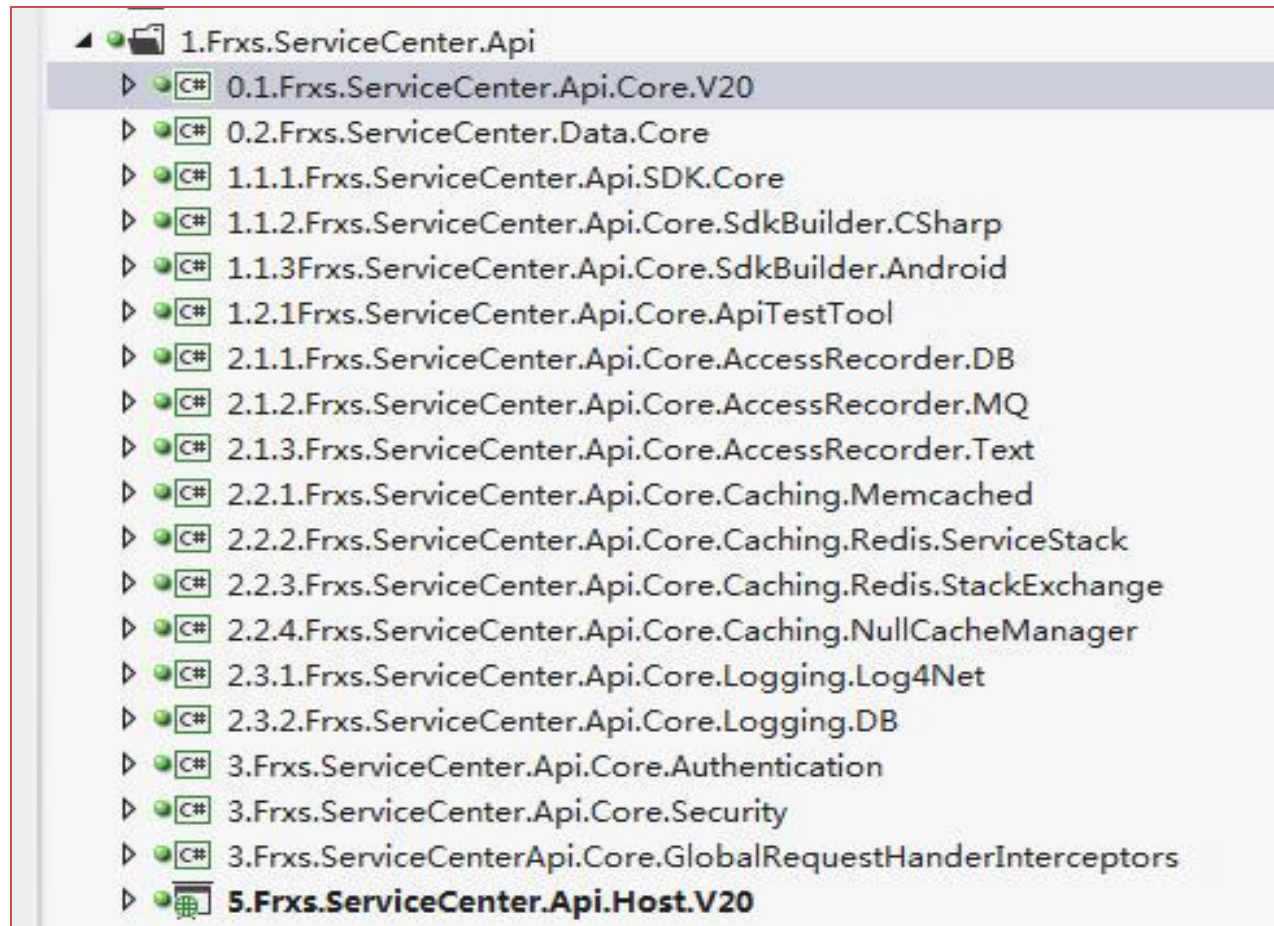 1.Frxs.ServiceCenter.Api
C# 0.1.Frxs.ServiceCenter.Api.Core.V20
C# 0.2.Frxs.ServiceCenter.Data.Core
C# 1.1.1.Frxs.ServiceCenter.Api.SDK.Core
C# 1.1.2.Frxs.ServiceCenter.Api.Core.SdkBuilder.CSharp
C# 1.1.3Frxs.ServiceCenter.Api.Core.SdkBuilder.Android
C# 1.2.1Frxs.ServiceCenter.Api.Core.ApiTestTool
C# 2.1.1.Frxs.ServiceCenter.Api.Core.AccessRecorder.DB
C# 2.1.2.Frxs.ServiceCenter.Api.Core.AccessRecorder.MQ
C# 2.1.3.Frxs.ServiceCenter.Api.Core.AccessRecorder.Text
C# 2.2.1.Frxs.ServiceCenter.Api.Core.Caching.Memcached
C# 2.2.2.Frxs.ServiceCenter.Api.Core.Caching.Redis.ServiceStack
C# 2.2.3.Frxs.ServiceCenter.Api.Core.Caching.Redis.StackExchange
C# 2.2.4.Frxs.ServiceCenter.Api.Core.Caching.NullCacheManager
C# 2.3.1.Frxs.ServiceCenter.Api.Core.Logging.Log4Net
C# 2.3.2.Frxs.ServiceCenter.Api.Core.Logging.DB
C# 3.Frxs.ServiceCenter.Api.Core.Authentication
C# 3.Frxs.ServiceCenter.Api.Core.Security
C# 3.Frxs.ServiceCenterApi.Core.GlobalRequestHanderInterceptors
5.Frxs.ServiceCenter.Api.Host.V20